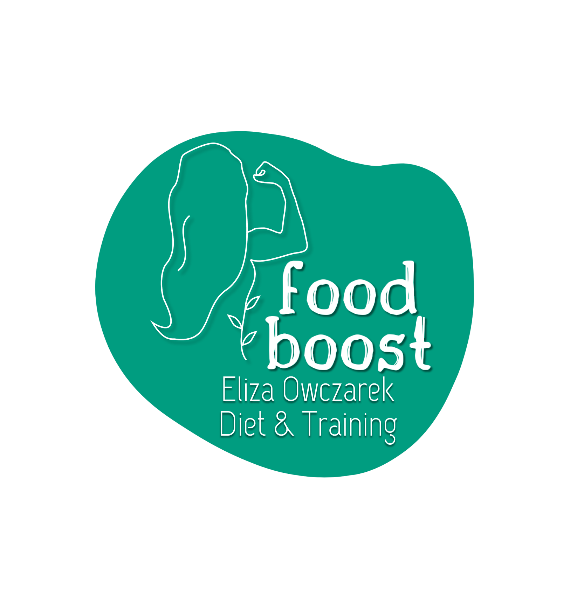 food
boost
Eliza Owczarek
Diet & Training